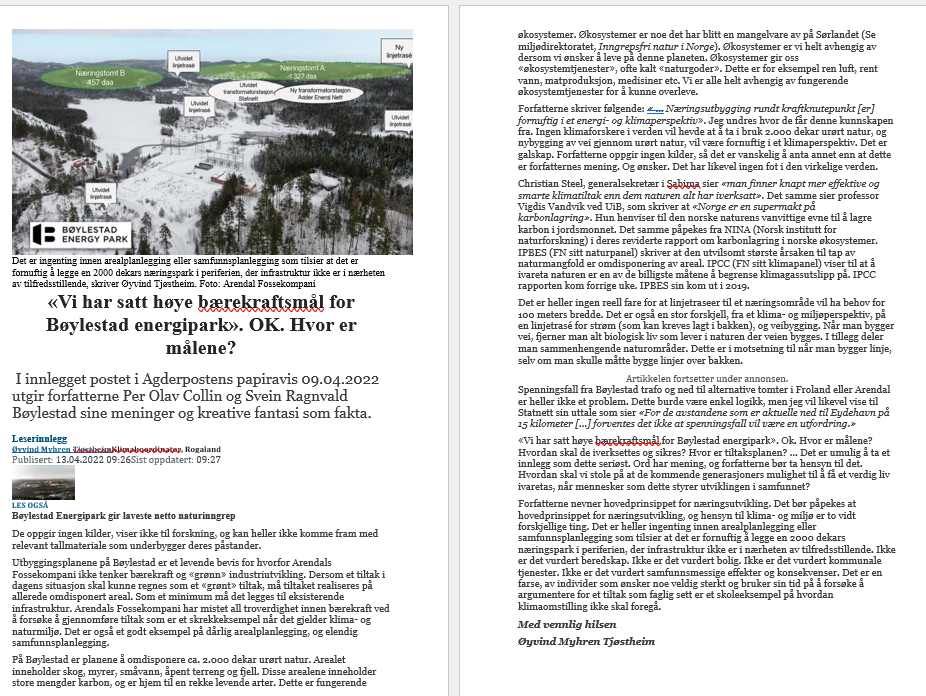 Næringstomt B
457 daa
Utvidet
linjetrasé
Næringstomt A
1 327 daa
Ny
linjetrasé
Utvidet
transformatorstasjon
Statnett
Ny transformatorstasjon
Agder Energi Nett
Utvidet
linjetrasé
Utvidet
linjetrasé
Utvidet
linjetrasé
BØYLESTAD
ENERGY PARK
Det er ingenting innen arealplanlegging eller samfunnsplanlegging som tilsier at det er
fornuftig å legge en 2000 dekars næringspark i periferien, der infrastruktur ikke er i nærheten
av tilfredsstillende, skriver Øyvind Tjøstheim. Foto: Arendal Fossekompani
«Vi har satt høye bærekraftsmål for
Bøylestad energipark». OK. Hvor er
målene?
I innlegget postet i Agderpostens papiravis 09.04.2022
utgir forfatterne Per Olav Collin og Svein Ragnvald
Bøylestad sine meninger og kreative fantasi som fakta.
Leserinnlegg
Øyvind Myhren TjøstheimKlimakoordinator, Rogaland
Publisert: 13.04.2022 09:26Sist oppdatert: 09:27
LES OGSÅ
Bøylestad Energipark gir laveste netto naturinngrep
De oppgir ingen kilder, viser ikke til forskning, og kan heller ikke komme fram med
relevant tallmateriale som underbygger deres påstander.
Utbyggingsplanene på Bøylestad er et levende bevis for hvorfor Arendals
Fossekompani ikke tenker bærekraft og «grønn» industriutvikling. Dersom et tiltak i
dagens situasjon skal kunne regnes som et «grønt» tiltak, må tiltaket realiseres på
allerede omdisponert areal. Som et minimum må det legges til eksisterende
infrastruktur. Arendals Fossekompani har mistet all troverdighet innen bærekraft ved
å forsøke å gjennomføre tiltak som er et skrekkeksempel når det gjelder klima- og
naturmiljø. Det er også et godt eksempel på dårlig arealplanlegging, og elendig
samfunnsplanlegging.
På Bøylestad er planene å omdisponere ca. 2.000 dekar urørt natur. Arealet
inneholder skog, myrer, småvann, åpent terreng og fjell. Disse arealene inneholder
store mengder karbon, og er hjem til en rekke levende arter. Dette er fungerende
økosystemer. Økosystemer er noe det har blitt en mangelvare av på Sørlandet (Se
miljødirektoratet, Inngrepsfri natur i Norge). Økosystemer er vi helt avhengig av
dersom vi ønsker å leve på denne planeten. Økosystemer gir oss
«økosystemtjenester», ofte kalt «naturgoder». Dette er for eksempel ren luft, rent
vann, matproduksjon, medisiner etc. Vi er alle helt avhengig av fungerende
økosystemtjenester for å kunne overleve.
Forfatterne skriver følgende: «… Næringsutbygging rundt kraftknutepunkt [er]
fornuftig i et energi- og klimaperspektiv». Jeg undres hvor de får denne kunnskapen
fra. Ingen klimaforskere i verden vil hevde at å ta i bruk 2.000 dekar urørt natur, og
nybygging av vei gjennom urørt natur, vil være fornuftig i et klimaperspektiv. Det er
galskap. Forfatterne oppgir ingen kilder, så det er vanskelig å anta annet enn at dette
er forfatternes mening. Og ønsker. Det har likevel ingen fot i den virkelige verden.
Christian Steel, generalsekretær i Sabima sier «man finner knapt mer effektive og
smarte klimatiltak enn dem naturen alt har iverksatt». Det samme sier professor
Vigdis Vandvik ved UiB, som skriver at «Norge er en supermakt på
karbonlagring». Hun henviser til den norske naturens vanvittige evne til å lagre
karbon i jordsmonnet. Det samme påpekes fra NINA (Norsk institutt for
naturforskning) i deres reviderte rapport om karbonlagring i norske økosystemer.
IPBES (FN sitt naturpanel) skriver at den utvilsomt største årsaken til tap av
naturmangfold er omdisponering av areal. IPCC (FN sitt klimapanel) viser til at å
ivareta naturen er en av de billigste måtene å begrense klimagassutslipp på. IPCC
rapporten kom forrige uke. IPBES sin kom ut i 2019.
Det er heller ingen reell fare for at linjetraseer til et næringsområde vil ha behov for
100 meters bredde. Det er også en stor forskjell, fra et klima- og miljøperspektiv, på
en linjetrasé for strøm (som kan kreves lagt i bakken), og veibygging. Når man bygger
vei, fjerner man alt biologisk liv som lever i naturen der veien bygges. I tillegg deler
man sammenhengende naturområder. Dette er i motsetning til når man bygger linje,
selv om man skulle måtte bygge linjer over bakken.
Artikkelen fortsetter under annonsen.
Spenningsfall fra Bøylestad trafo og ned til alternative tomter i Froland eller Arendal
er heller ikke et problem. Dette burde være enkel logikk, men jeg vil likevel vise til
Statnett sin uttale som sier «For de avstandene som er aktuelle ned til Eydehavn på
15 kilometer […] forventes det ikke at spenningsfall vil være en utfordring.»
«Vi har satt høye bærekraftsmål for Bøylestad energipark». Ok. Hvor er målene?
Hvordan skal de iverksettes og sikres? Hvor er tiltaksplanen? … Det er umulig å ta et
innlegg som dette seriøst. Ord har mening, og forfatterne bør ta hensyn til det.
Hvordan skal vi stole på at de kommende generasjoners mulighet til å få et verdig liv
ivaretas, når mennesker som dette styrer utviklingen i samfunnet?
Forfatterne nevner hovedprinsippet for næringsutvikling. Det bør påpekes at
hovedprinsippet for næringsutvikling, og hensyn til klima- og miljø er to vidt
forskjellige ting. Det er heller ingenting innen arealplanlegging eller
samfunnsplanlegging som tilsier at det er fornuftig å legge en 2000 dekars
næringspark i periferien, der infrastruktur ikke er i nærheten av tilfredsstillende. Ikke
er det vurdert beredskap. Ikke er det vurdert bolig. Ikke er det vurdert kommunale
tjenester. Ikke er det vurdert samfunnsmessige effekter og konsekvenser. Det er en
farse, av individer som ønsker noe veldig sterkt og bruker sin tid på å forsøke å
argumentere for et tiltak som faglig sett er et skoleeksempel på hvordan
klimaomstilling ikke skal foregå.
Med vennlig hilsen
Øyvind Myhren Tjøstheim